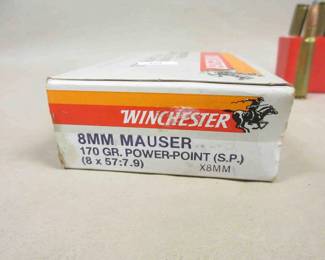 WINCHESTER
8MM MAUSER
170 GR. POWER-POINT (S.P.)
(8 x 57:7.9)
X8MM